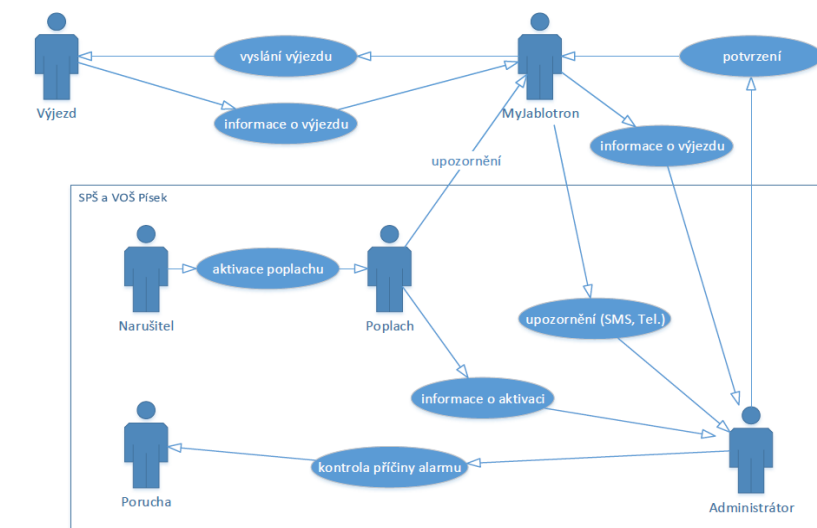 vyslání výjezdu
potvrzení
Výjezd
MyJablotron
informace o výjezdu
informace o výjezdu
upozornění
SPŠ a VOŠ Písek
aktivace poplachu
Narušitel
Poplach
upozornění (SMS, Tel.)
informace o aktivaci
kontrola příčiny alarmu
Porucha
Administrátor